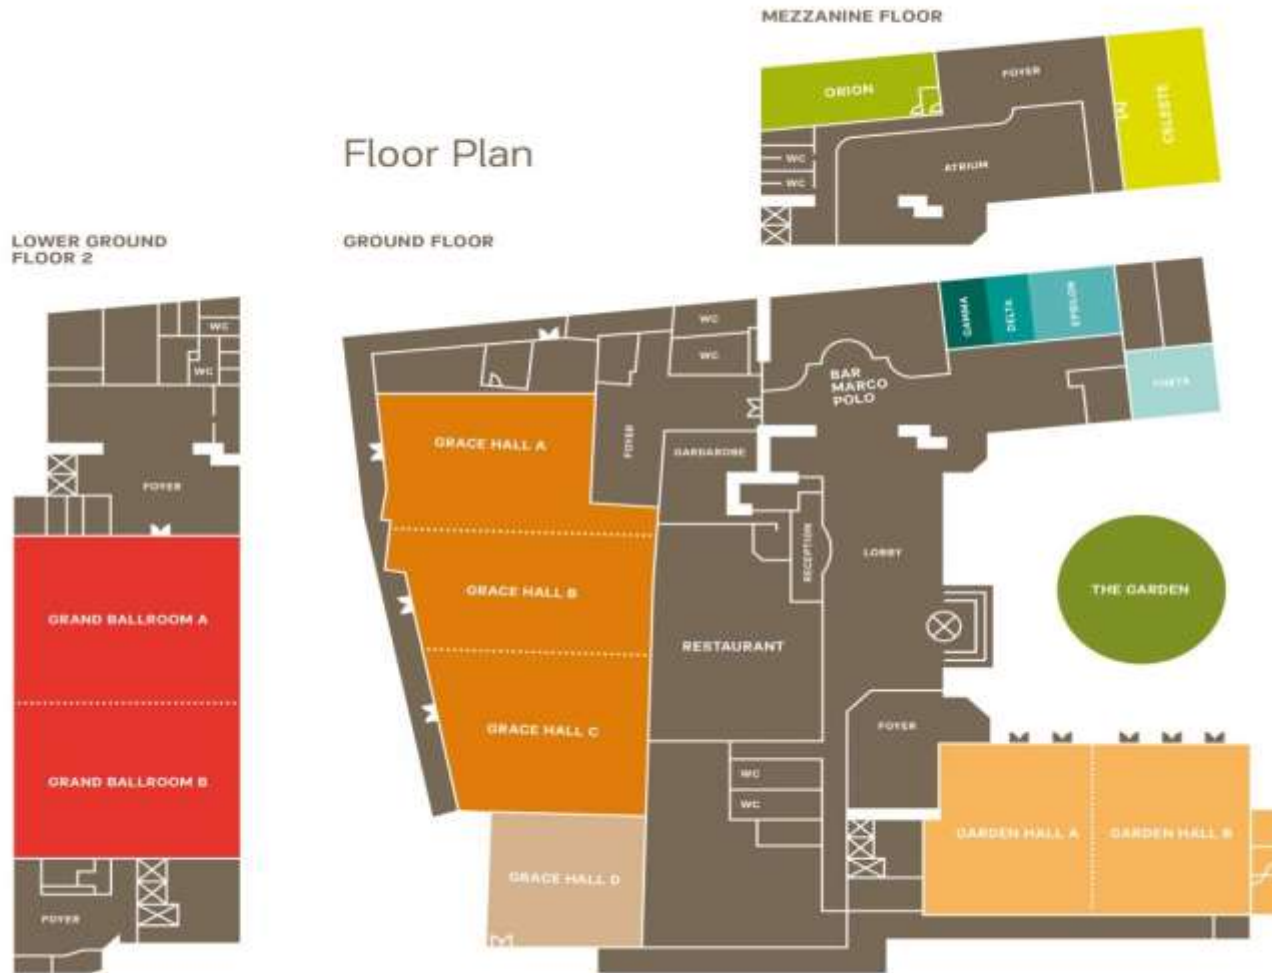 MEZZANINE FLOOR
ORION
FOYER
CELESTE
WC
ATRIUM
WC
Floor Plan
LOWER GROUND
FLOOR 2
GROUND FLOOR
WC
WC
FOYER
GRAND BALLROOM A
GRAND BALLROOM B
FOYER
WC
WC
GAMMA
DELTA
EPSILON
BAR
MARCO
POLO
GRACE HALL A
FOYER
GARDAROBE
RECEPTION
LOBBY
GRACE HALL B
THE GARDEN
RESTAURANT
GRACE HALL C
FOYER
WC
WC
GARDEN HALL A
GARDEN HALL B
GRACE HALL D